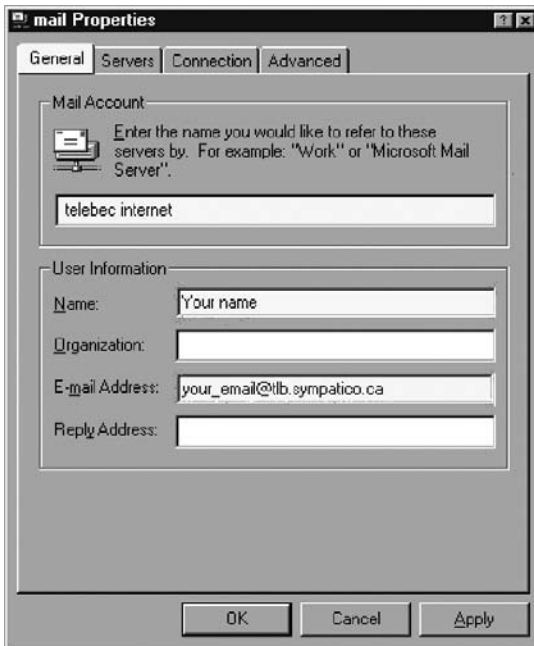 mail Properties
General Servers Connection Advanced
Mail Account
Enter the name you would like to refer to these
servers by. For example: "Work" or "Microsoft Mail
Server".
telebec internet
User Information
Name: Your name
Organization:
E-mail Address: your_email@tlb.sympatico.ca
Reply Address:
OK Cancel Apply